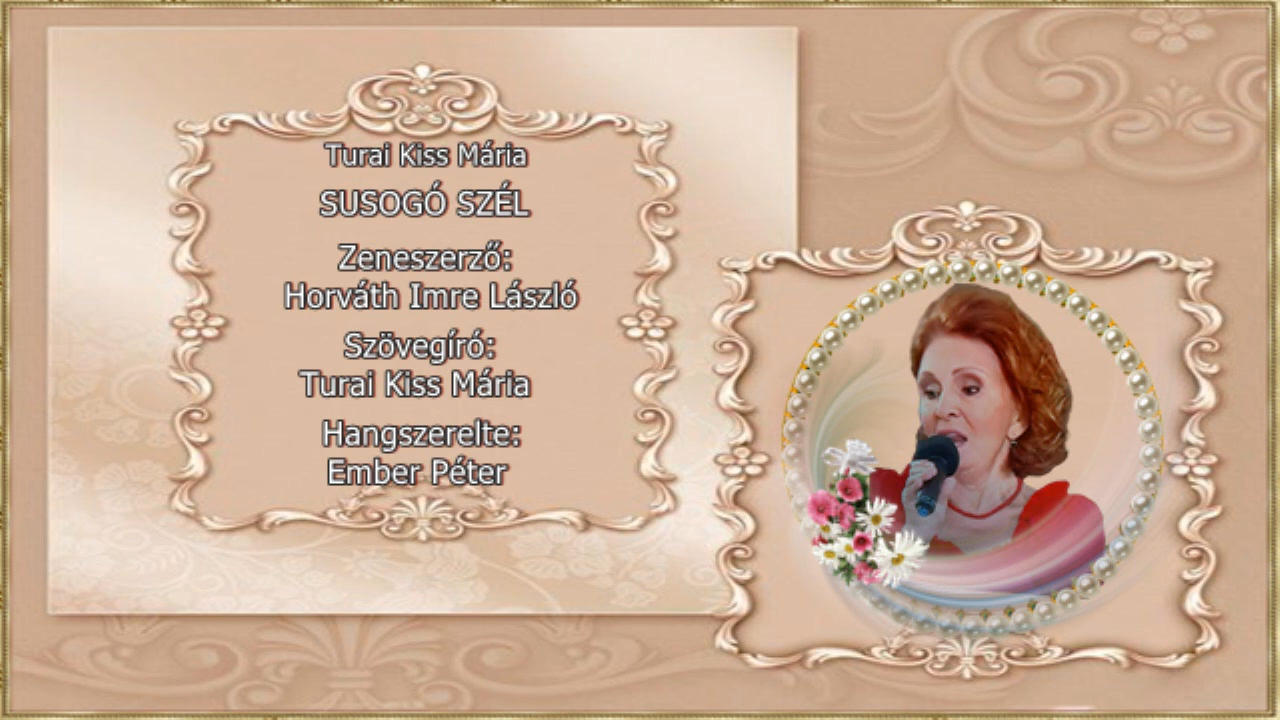 Turai Kiss Mária
SUSOGÓ SZÉL
Zeneszerző:
Horváth Imre László
Szövegíró:
Turai Kiss Mária
Hangszerelte:
Ember Péter